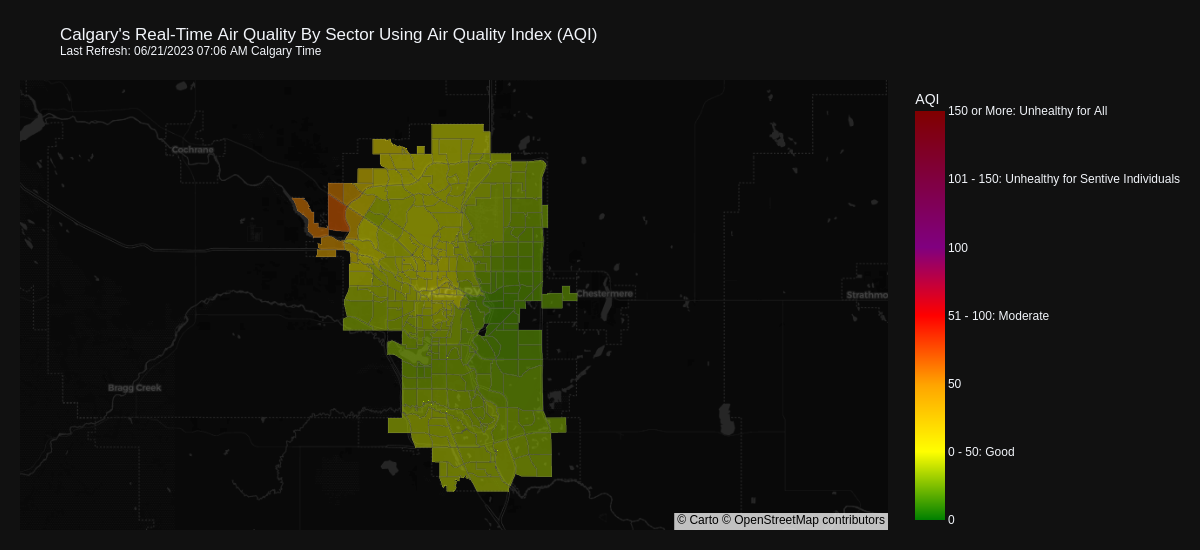 Calgary's Real-Time Air Quality By Sector Using Air Quality Index (AQI)
Last Refresh: 06/21/2023 07:06 AM Calgary Time
AQI
150 or More: Unhealthy for All
Cochrane
101 - 150: Unhealthy for Sentive Individuals
100
Chestermere
Strathmo
51 - 100: Moderate
50
Bragg Creek
0 - 50: Good
0
© Carto © OpenStreetMap contributors